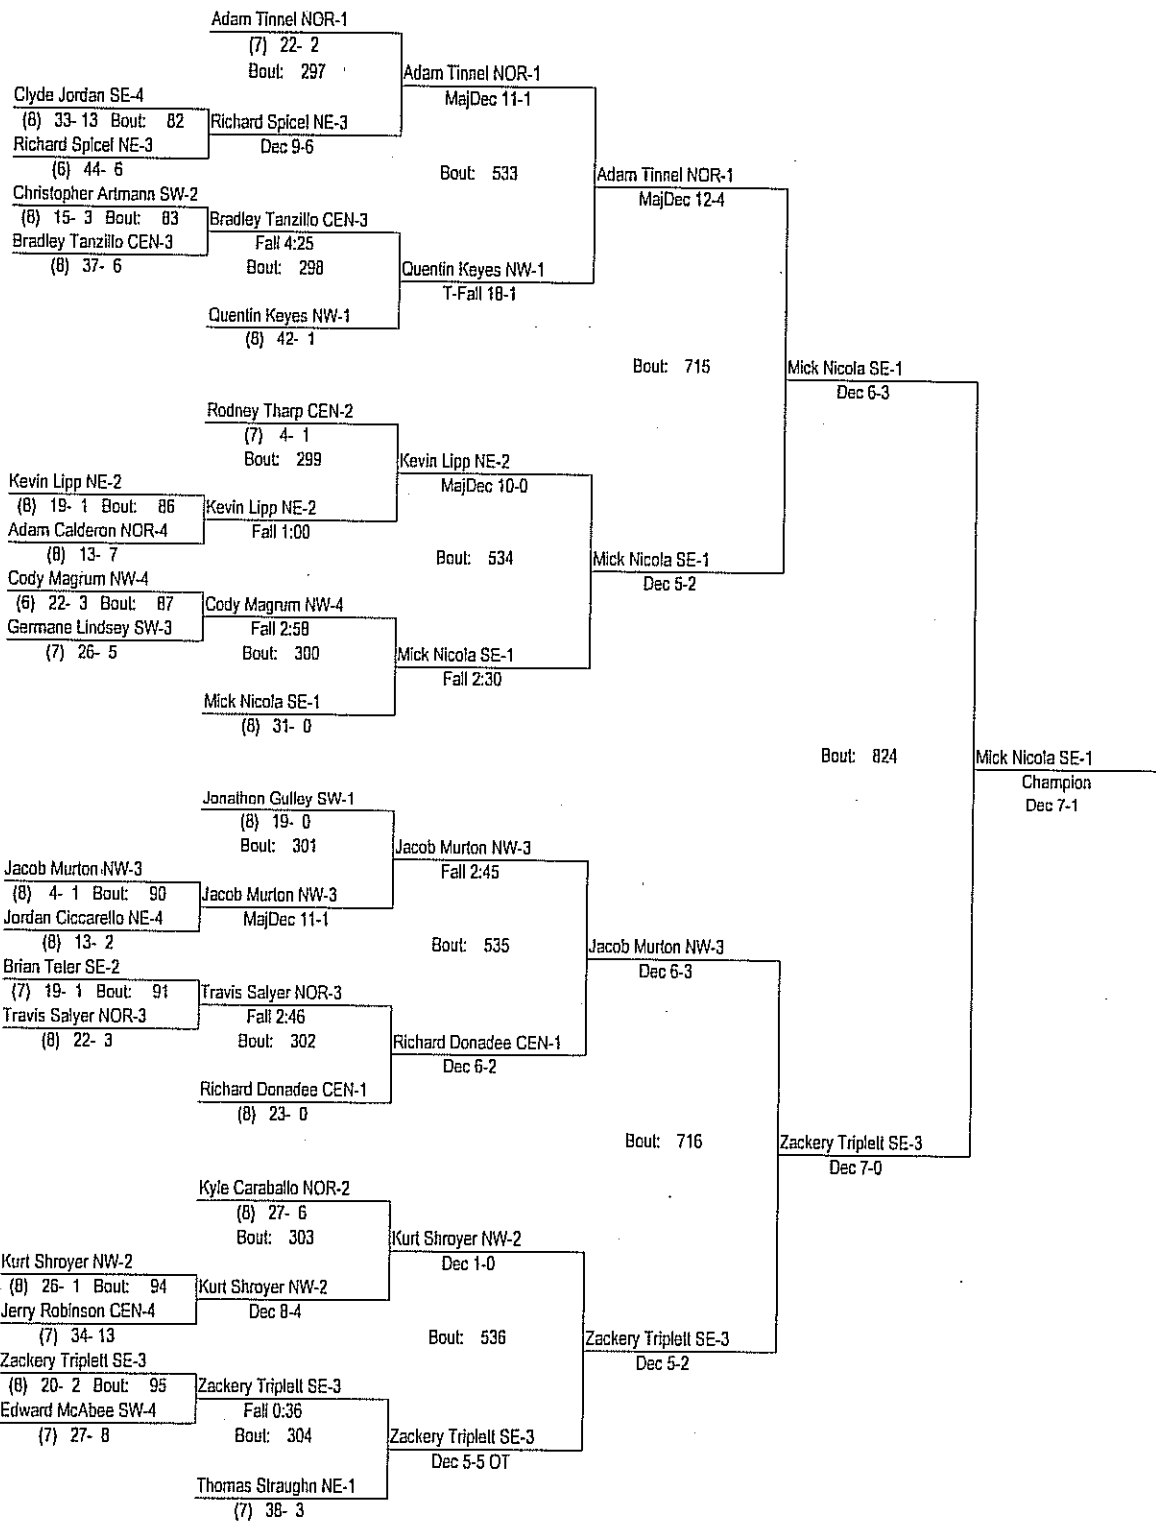 Adam Tinnel NOR-1
(7) 22- 2
Bout: 297
Adam Tinnel NOR-1
MajDec 11-1
Clyde Jordan SE-4
(8) 33- 13 Bout: 82
Richard Spicel NE-3
Dec 9-6
Richard Spicel NE-3
(6) 44- 6
Bout: 533
Adam Tinnel NOR-1
MajDec 12-4
Christopher Artmann SW-2
(8) 15- 3 Bout: 83
Bradley Tanzillo CEN-3
Fall 4:25
Bradley Tanzillo CEN-3
(8) 37- 6
Bout: 298
Quentin Keyes NW-1
T-Fall 18-1
Quentin Keyes NW-1
(8) 42- 1
Bout: 715
Mick Nicola SE-1
Dec 6-3
Rodney Tharp CEN-2
(7) 4- 1
Bout: 299
Kevin Lipp NE-2
MajDec 10-0
Kevin Lipp NE-2
(8) 19- 1 Bout: 86
Kevin Lipp NE-2
Fall 1:00
Adam Calderon NOR-4
(8) 13- 7
Bout: 534
Mick Nicola SE-1
Dec 5-2
Cody Magrum NW-4
(6) 22- 3 Bout: 87
Cody Magrum NW-4
Fall 2:58
Germane Lindsey SW-3
(7) 26- 5
Bout: 300
Mick Nicola SE-1
Fall 2:30
Mick Nicola SE-1
(8) 31- 0
Bout: 824
Mick Nicola SE-1
Champion
Dec 7-1
Jonathon Gulley SW-1
(8) 19- 0
Bout: 301
Jacob Murton NW-3
Fall 2:45
Jacob Murton NW-3
(8) 4- 1 Bout: 90
Jacob Murton NW-3
MajDec 11-1
Jordan Ciccarello NE-4
(8) 13- 2
Bout: 535
Jacob Murton NW-3
Dec 6-3
Brian Teler SE-2
(7) 19- 1 Bout: 91
Travis Salyer NOR-3
Fall 2:46
Travis Salyer NOR-3
(8) 22- 3
Bout: 302
Richard Donadee CEN-1
Dec 6-2
Richard Donadee CEN-1
(8) 23- 0
Bout: 716
Zackery Triplett SE-3
Dec 7-0
Kyle Caraballo NOR-2
(8) 27- 6
Bout: 303
Kurt Shroyer NW-2
Dec 1-0
Kurt Shroyer NW-2
(8) 26- 1 Bout: 94
Kurt Shroyer NW-2
Dec 8-4
Jerry Robinson CEN-4
(7) 34- 13
Bout: 536
Zackery Triplett SE-3
Dec 5-2
Zackery Triplett SE-3
(8) 20- 2 Bout: 95
Zackery Triplett SE-3
Fall 0:36
Edward McAbee SW-4
(7) 27- 8
Bout: 304
Zackery Triplett SE-3
Dec 5-5 OT
Thomas Straughn NE-1
(7) 38- 3